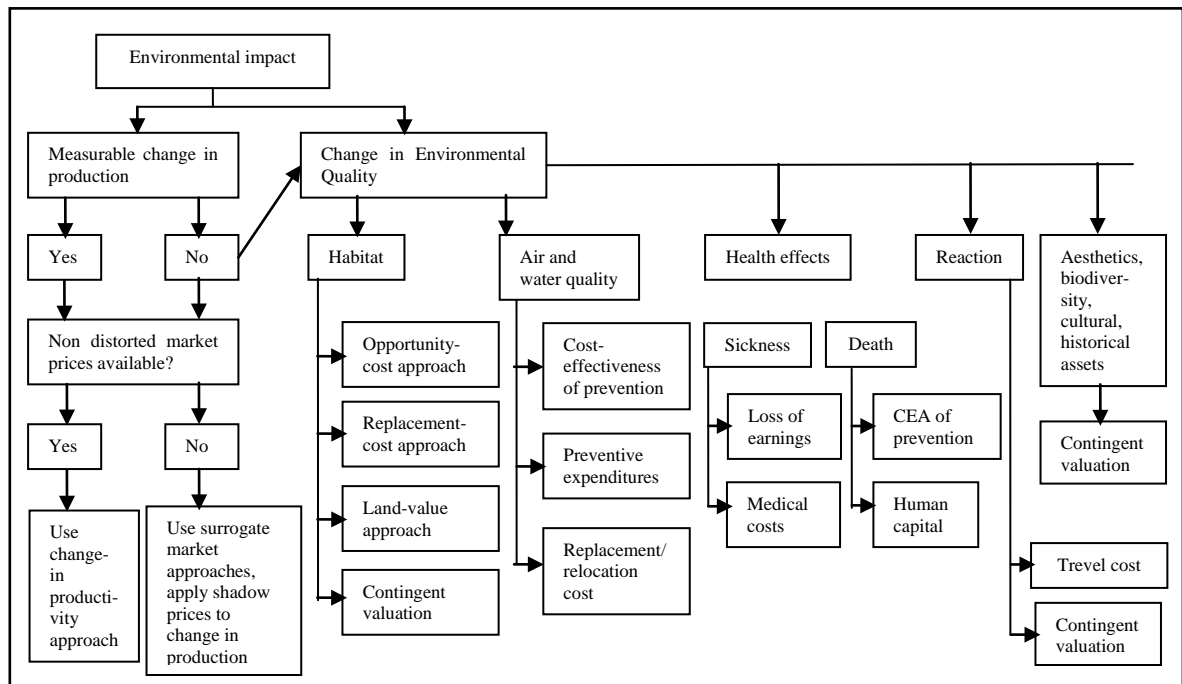 Environmental impact
Measurable change in
production
Change in Environmental
Quality
Yes
No
Habitat
Air and
water quality
Health effects
Reaction
Aesthetics,
biodiver-
sity,
cultural,
historical
assets
Non distorted market
prices available?
Opportunity-
cost approach
Cost-
effectiveness
of prevention
Sickness
Death
Yes
No
Replacement-
cost approach
Preventive
expenditures
Loss of
earnings
CEA of
prevention
Contingent
valuation
Use
change-
in
producti-
vity
approach
Use surrogate
market
approaches,
apply shadow
prices to
change in
production
Land-value
approach
Medical
costs
Human
capital
Replacement/
relocation
cost
Contingent
valuation
Trevel cost
Contingent
valuation